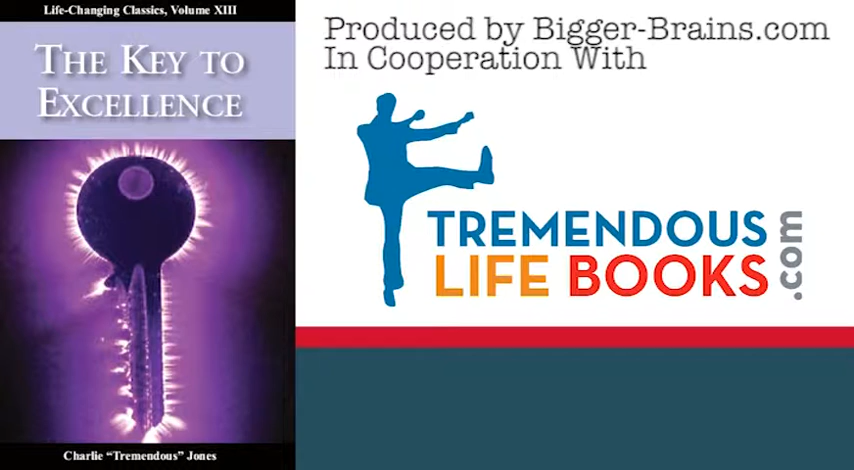 Life-Changing Classics, Volume XIII
THE KEY TO
EXCELLENCE
Charlie “Tremendous” Jones
Produced by Bigger-Brains.com
In Cooperation With
TREMENDOUS
LIFE BOOKS
.com